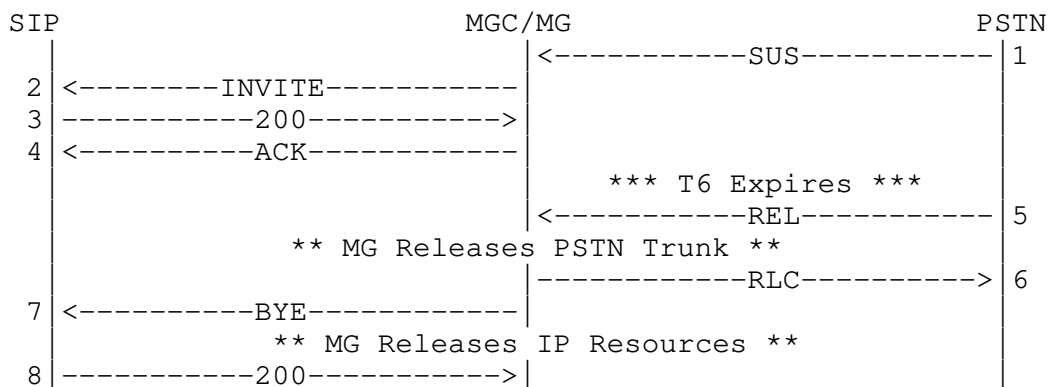 SIP                       MGC/MG                       PSTN
  |                          |<-----------SUS-----------|1
 2|<--------INVITE-----------|                          |
 3|-----------200----------->|                          |
 4|<----------ACK------------|                          |
  |                          |    *** T6 Expires ***    |
  |                          |<-----------REL-----------|5
  |             ** MG Releases PSTN Trunk **            |
  |                          |-----------RLC---------->|6
 7|<----------BYE------------|                          |
  |            ** MG Releases IP Resources **           |
 8|-----------200----------->|                          |